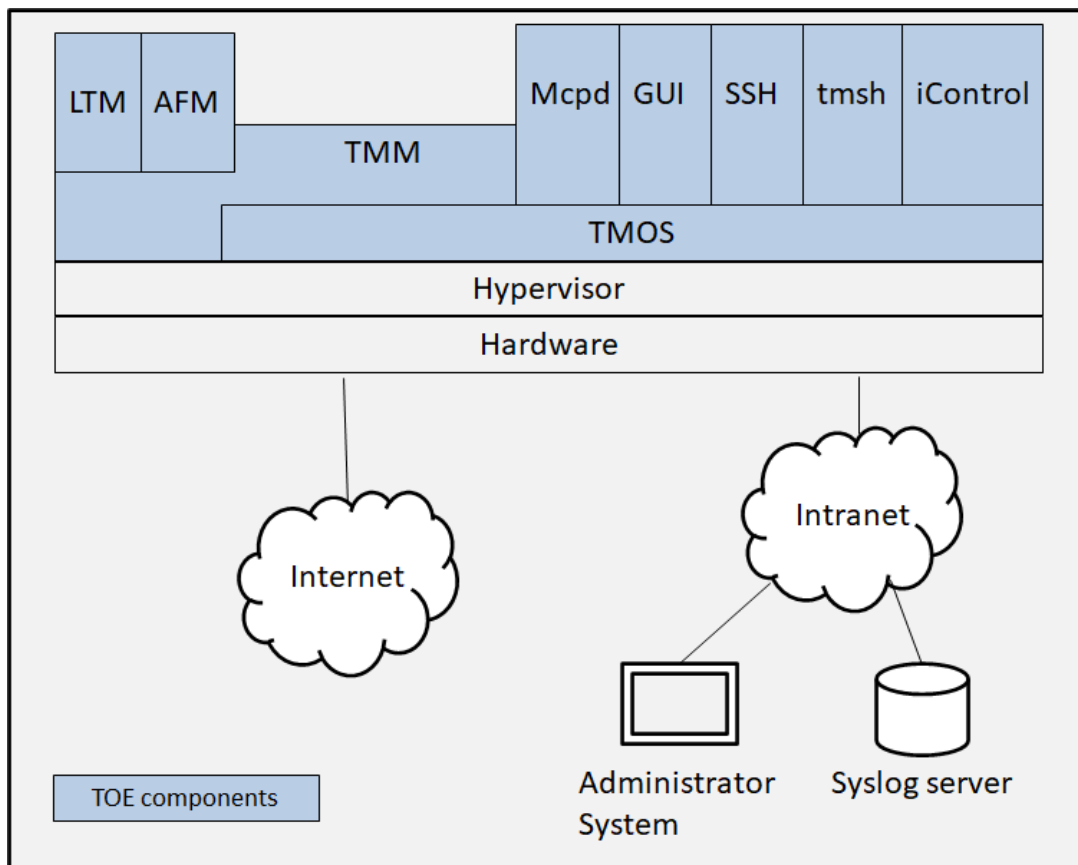 LTM
AFM
TMM
Mcpd
GUI
SSH
tmsh
iControl
TMOS
Hypervisor
Hardware
Internet
Intranet
Administrator
System
Syslog server
TOE components